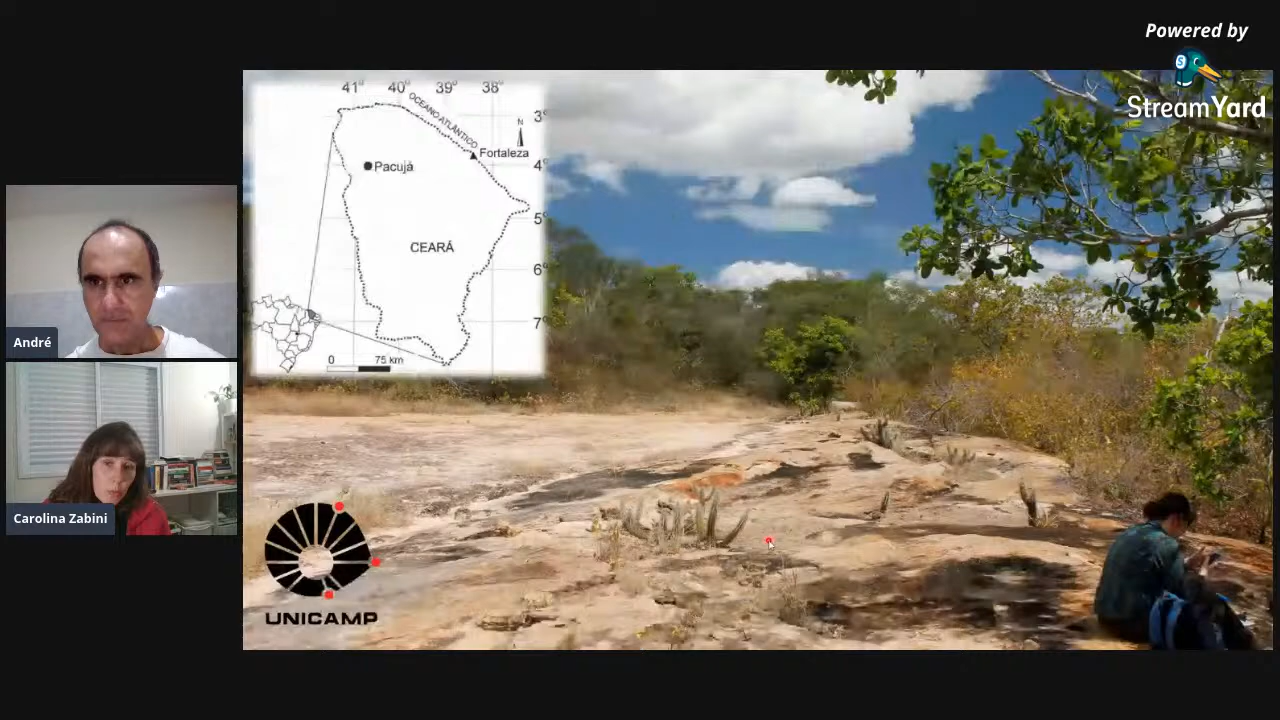 Powered by
StreamYard
41° 40° 39° 38°
OCEANO ATLÂNTICO
N
3°
Fortaleza
Pacujá
4°
5°
CEARÁ
6°
7°
0 75 km
André
Carolina Zabini
UNICAMP